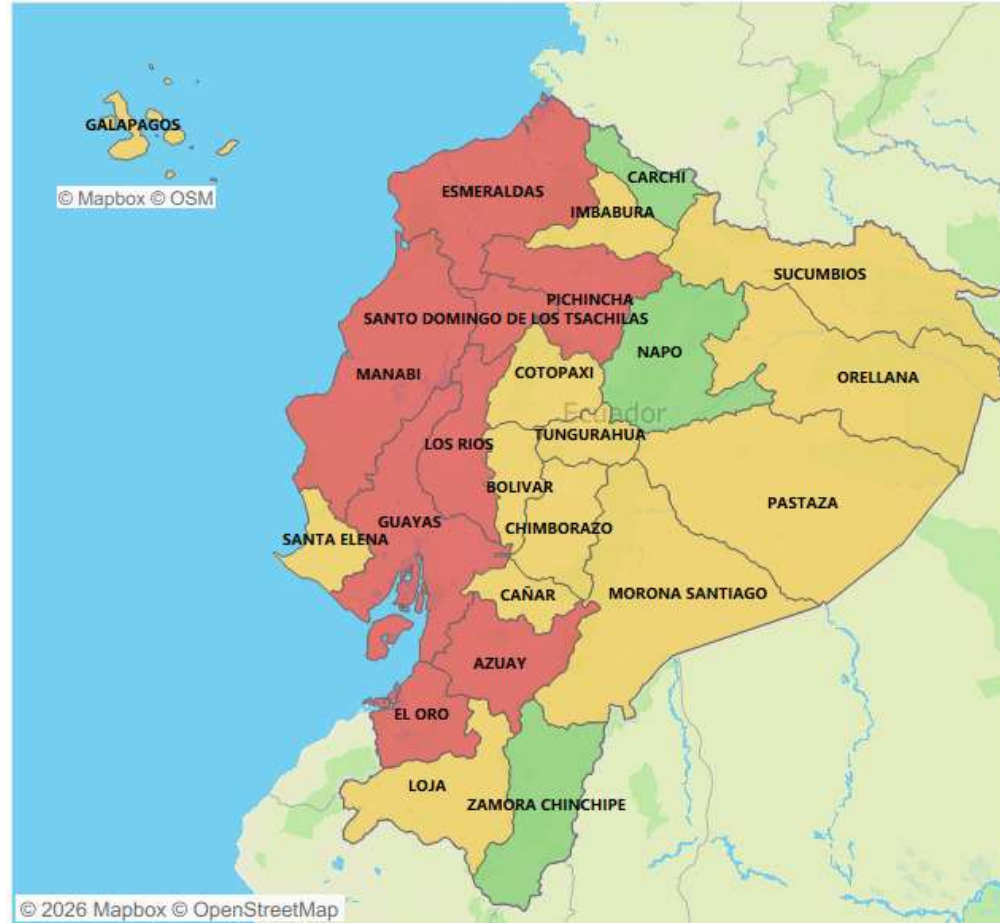 GALAPAGOS
© Mapbox © OSM
ESMERALDAS
CARCHI
IMBABURA
SUCUMBIOS
PICHINCHA
SANTO DOMINGO DE LOS TSACHILAS
NAPO
MANABI
COTOPAXI
ORELLANA
Ecuador
TUNGURAHUA
LOS RIOS
BOLIVAR
PASTAZA
GUAYAS
CHIMBORAZO
SANTA ELENA
CAÑAR
MORONA SANTIAGO
AZUAY
EL ORO
LOJA
ZAMORA CHINCHIPE
© 2026 Mapbox © OpenStreetMap